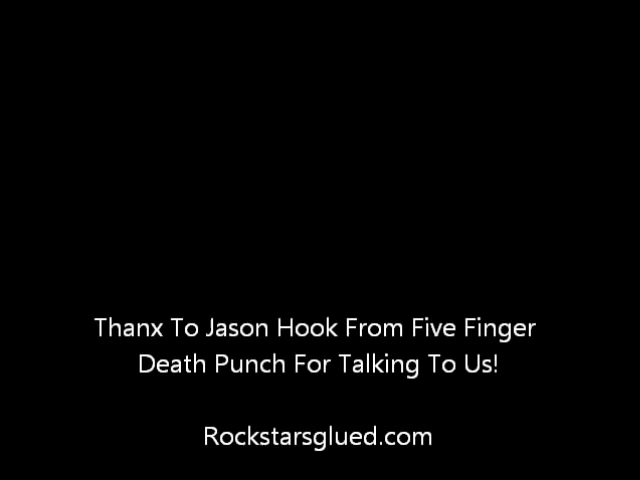 Thanx To Jason Hook From Five Finger
Death Punch For Talking To Us!
Rockstarsglued.com